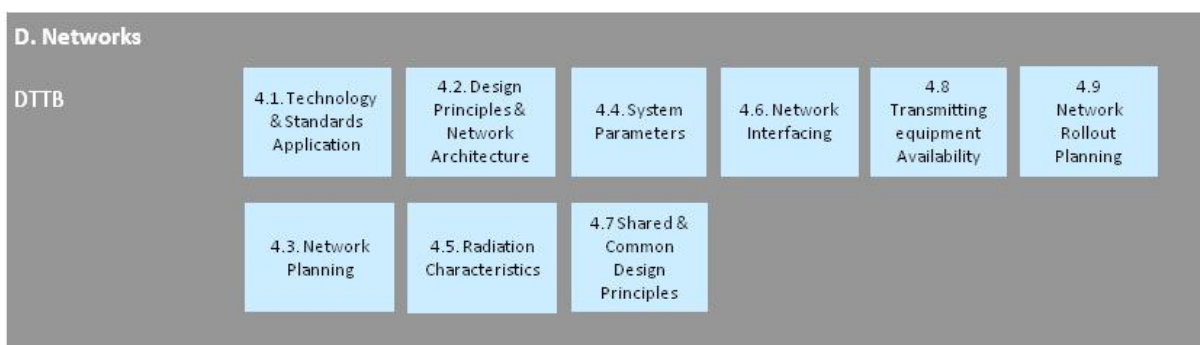 D. Networks
DTTB
4.1. Technology
& Standards
Application
4.2. Design
Principles &
Network
Architecture
4.4. System
Parameters
4.6. Network
Interfacing
4.8
Transmitting
equipment
Availability
4.9
Network
Rollout
Planning
4.3. Network
Planning
4.5. Radiation
Characteristics
4.7 Shared &
Common
Design
Principles